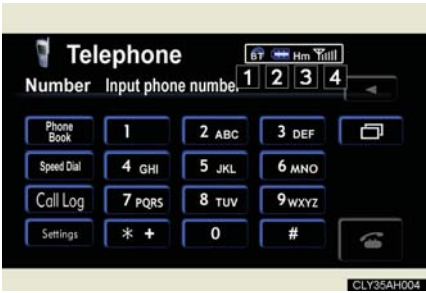 Telephone
BT Hm
Number Input phone number
1 2 3 4
Phone Book 1 2 ABC 3 DEF
Speed Dial 4 GHI 5 JKL 6 MNO
Call Log 7 PQRS 8 TUV 9 WXYZ
Settings * + 0 #
CLY35AH004